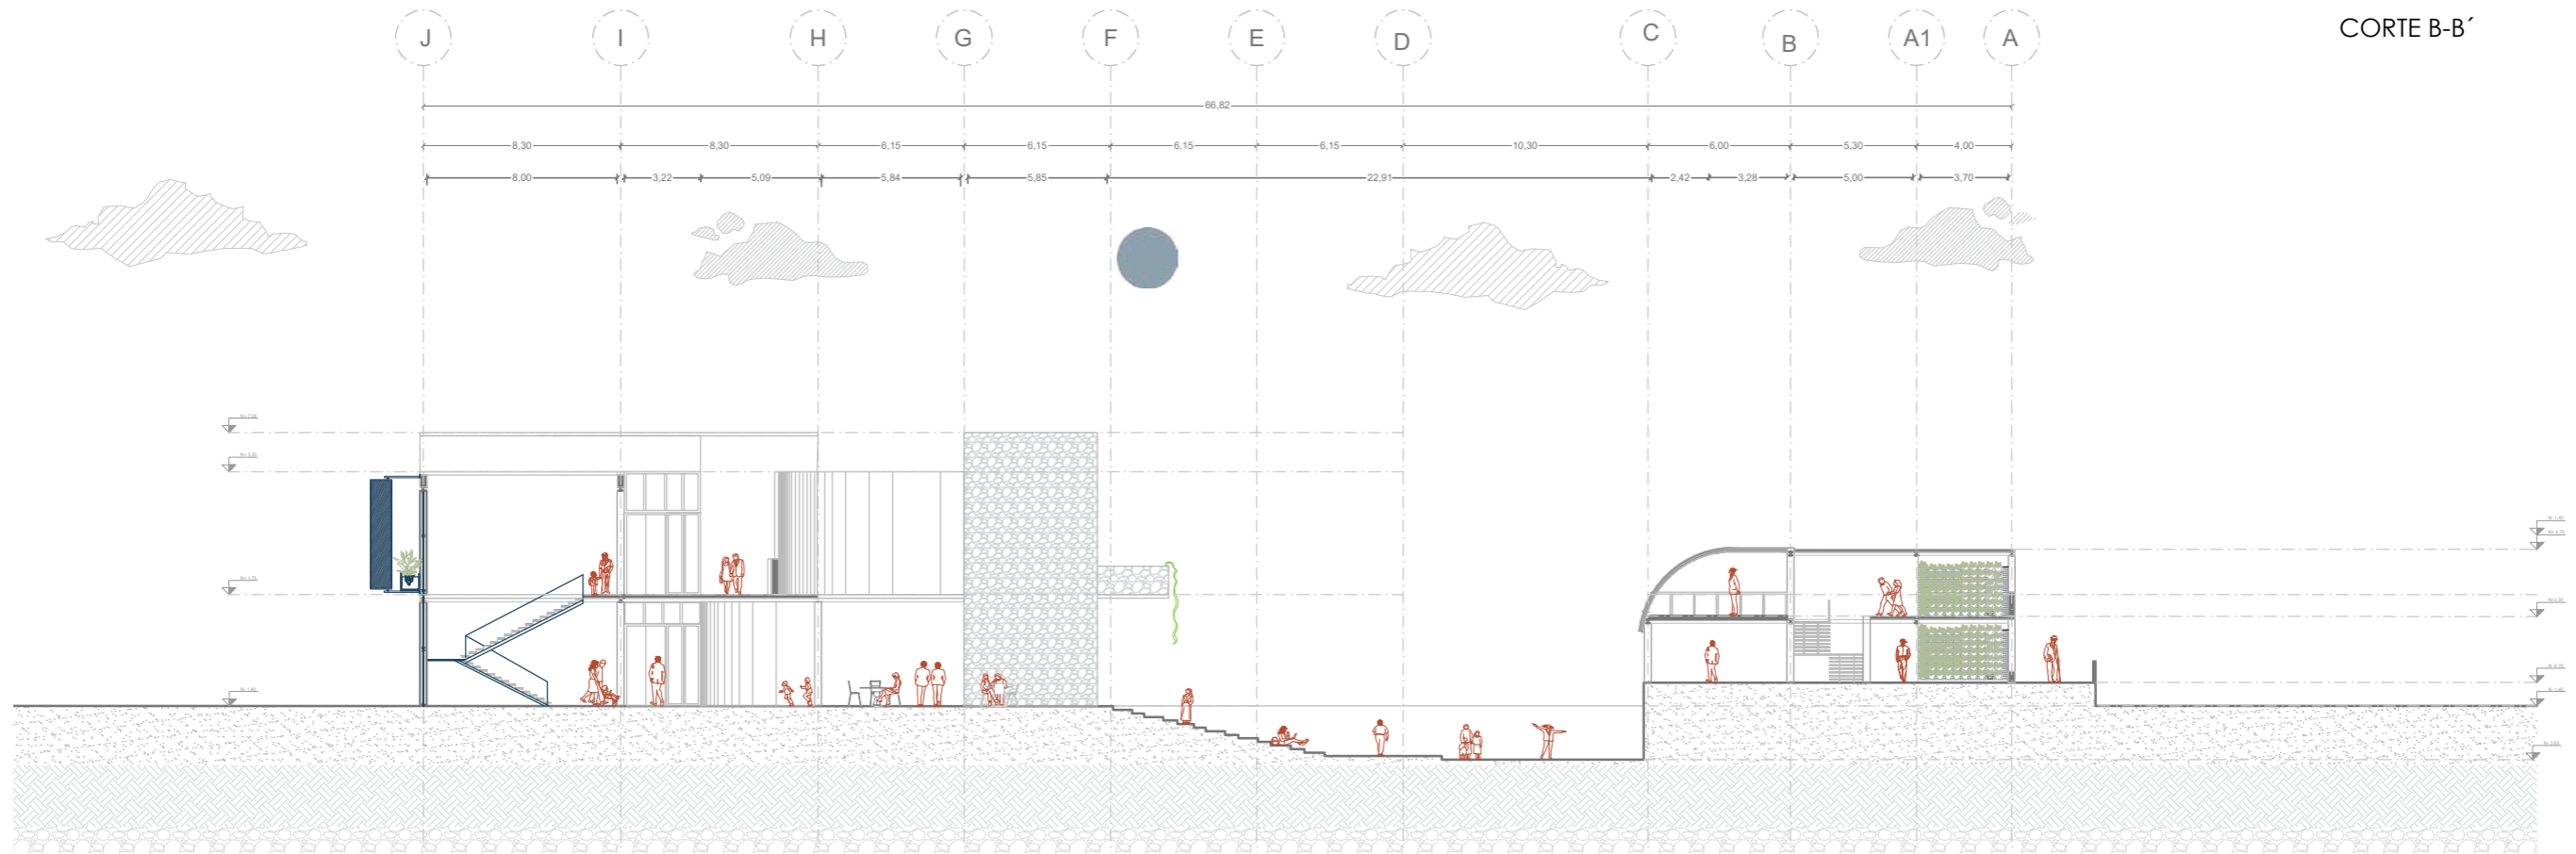 CORTE B-B´
J I H G F E D C B A1 A
66,82
8,30 8,30 6,15 6,15 6,15 6,15 10,30 6,00 5,30 4,00
8,00 3,22 5,09 5,84 5,85 22,91 2,42 3,28 5,00 3,70